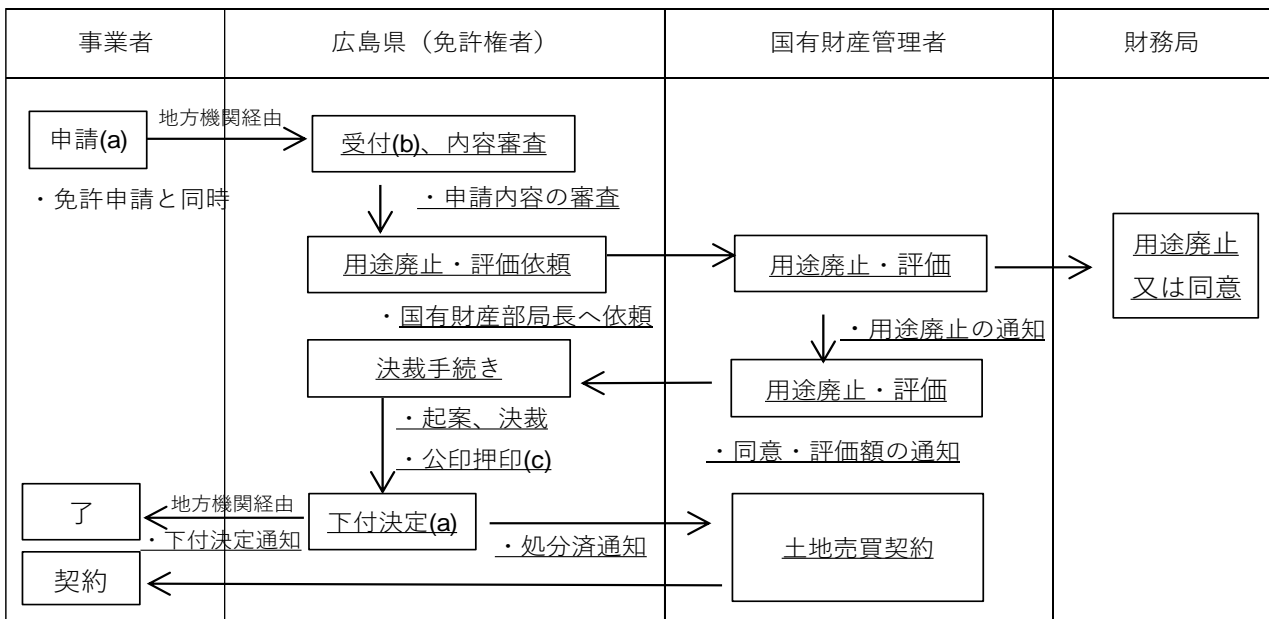 事業者 広島県（免許権者） 国有財産管理者 財務局
地方機関経由
申請(a)
受付(b)、内容審査
・免許申請と同時
・申請内容の審査
用途廃止・評価依頼
用途廃止・評価
用途廃止
又は同意
・国有財産部局長へ依頼
・用途廃止の通知
決裁手続き
用途廃止・評価
・起案、決裁
・公印押印(c)
・同意・評価額の通知
了
地方機関経由
下付決定(a)
・下付決定通知
・処分済通知
土地売買契約
契約